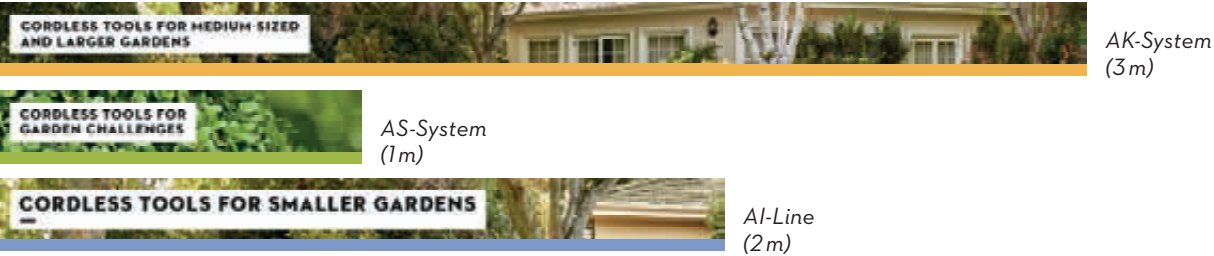 CORDLESS TOOLS FOR MEDIUM-SIZED
AND LARGER GARDENS
AK-System
(3 m)
CORDLESS TOOLS FOR
GARDEN CHALLENGES
AS-System
(1 m)
CORDLESS TOOLS FOR SMALLER GARDENS
AI-Line
(2 m)